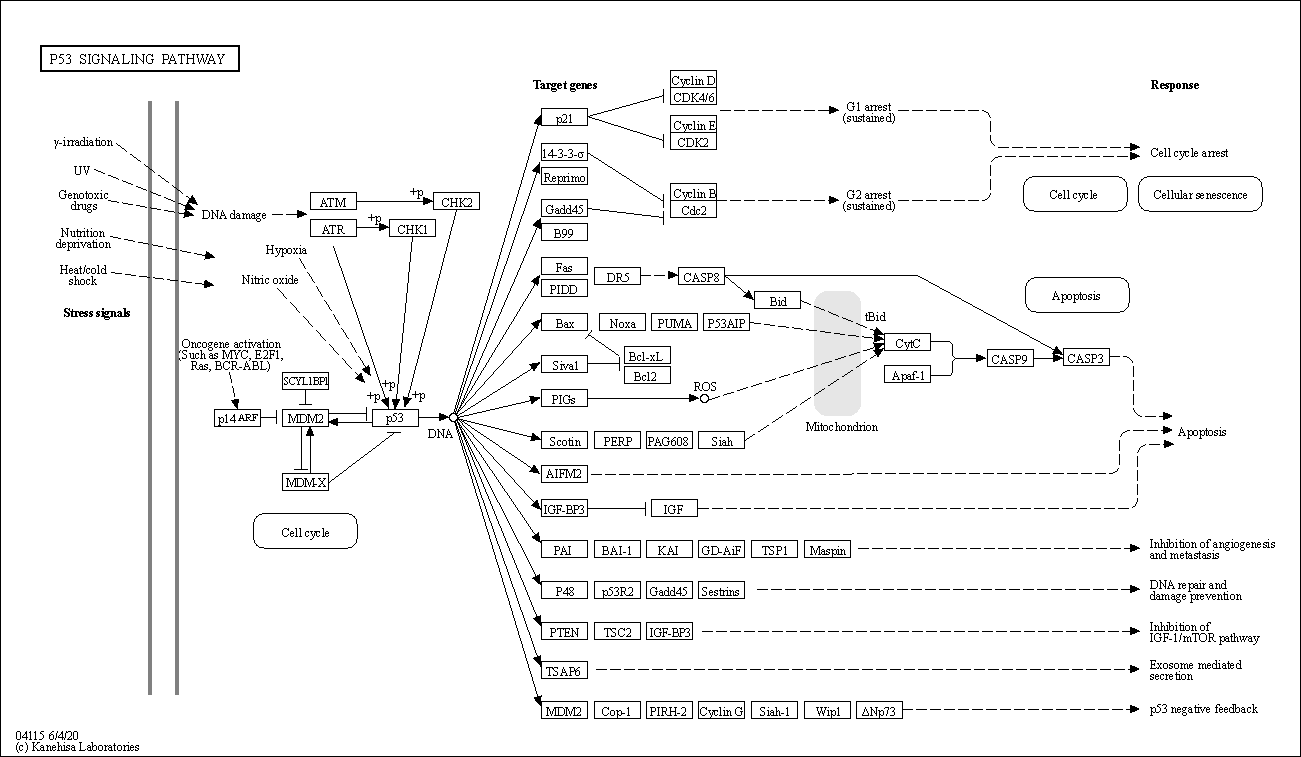 P53 SIGNALING PATHWAY
Target genes
Response
γ-irradiation
UV
Genotoxic
drugs
Nutrition
deprivation
Heat/cold
shock
Stress signals
DNA damage
ATM
+p
CHK2
ATR
+p
CHK1
Hypoxia
Nitric oxide
Oncogene activation
(Such as MYC, E2F1,
Ras, BCR-ABL)
SCYL1BP1
p14ARF
MDM2
+p
+p
+p
p53
DNA
MDM-X
Cell cycle
p21
Cyclin D
CDK4/6
Cyclin E
CDK2
G1 arrest
(sustained)
14-3-3-σ
Reprimo
Gadd45
B99
Cyclin B
Cdc2
G2 arrest
(sustained)
Cell cycle arrest
Cell cycle
Cellular senescence
Fas
PIDD
DR5
CASP8
Bid
tBid
Apoptosis
Bax
Noxa
PUMA
P53AIP
CytC
Siva1
Bcl-xL
Bcl2
Apaf-1
CASP9
CASP3
PIGs
ROS
Mitochondrion
Scotin
PERP
PAG608
Siah
Apoptosis
AIFM2
IGF-BP3
IGF
PAI
BAI-1
KAI
GD-AiF
TSP1
Maspin
Inhibition of angiogenesis
and metastasis
P48
p53R2
Gadd45
Sestrins
DNA repair and
damage prevention
PTEN
TSC2
IGF-BP3
Inhibition of
IGF-1/mTOR pathway
TSAP6
Exosome mediated
secretion
MDM2
Cop-1
PIRH-2
Cyclin G
Siah-1
Wip1
ΔNp73
p53 negative feedback
04115 6/4/20
(c) Kanehisa Laboratories